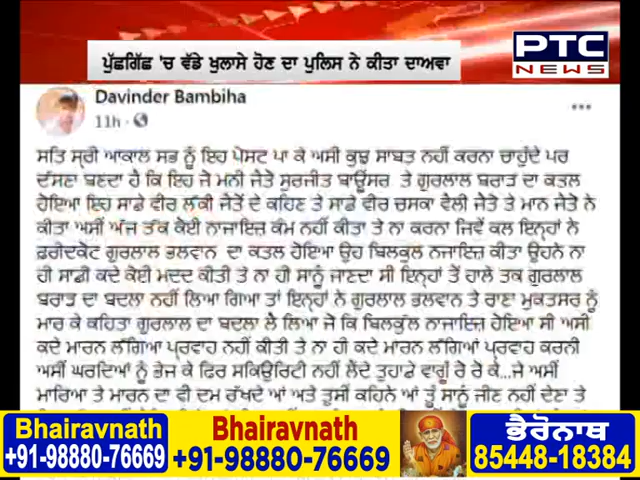 PTC
NEWS
ਪੁੱਛਗਿੱਛ 'ਚ ਵੱਡੇ ਖੁਲਾਸੇ ਹੋਣ ਦਾ ਪੁਲਿਸ ਨੇ ਕੀਤਾ ਦਾਅਵਾ
Davinder Bambiha
11h
ਸਤਿ ਸ੍ਰੀ ਆਕਾਲ ਸਭ ਨੂੰ ਇਹ ਪੋਸਟ ਪਾ ਕੇ ਅਸੀ ਕੁਝ ਸਾਬਤ ਨਹੀਂ ਕਰਨਾ ਚਾਹੁੰਦੇ ਪਰ
ਦੱਸਣਾ ਬਣਦਾ ਹੈ ਕਿ ਇਹ ਜੋ ਮਨੀ ਜੈਤੋ ਸੁਰਜੀਤ ਬਾਊਂਸਰ ਤੇ ਗੁਰਲਾਲ ਬਰਾੜ ਦਾ ਕਤਲ
ਹੋਇਆ ਇਹ ਸਾਡੇ ਵੀਰ ਲੱਕੀ ਜੈਤੋਂ ਦੇ ਕਹਿਣ ਤੇ ਸਾਡੇ ਵੀਰ ਚਸਕਾ ਵੈਲੀ ਜੈਤੋ ਤੇ ਮਾਨ ਜੈਤੋ ਨੇ
ਕੀਤਾ ਅਸੀਂ ਅੱਜ ਤੱਕ ਕੋਈ ਨਾਜਾਇਜ਼ ਕੰਮ ਨਹੀਂ ਕੀਤਾ ਤੇ ਨਾ ਕਰਨਾ ਜਿਵੇਂ ਕਲ ਇਨ੍ਹਾਂ ਨੇ
ਫ਼ਰੀਦਕੋਟ ਗੁਰਲਾਲ ਭਲਵਾਨ ਦਾ ਕਤਲ ਹੋਇਆ ਉਹ ਬਿਲਕੁਲ ਨਜਾਇਜ਼ ਕੀਤਾ ਉਹਨੇ ਨਾ
ਹੀ ਸਾਡੀ ਕਦੇ ਕੋਈ ਮਦਦ ਕੀਤੀ ਤੇ ਨਾ ਹੀ ਸਾਨੂੰ ਜਾਣਦਾ ਸੀ ਇਨ੍ਹਾਂ ਤੋਂ ਹਾਲੇ ਤਕ ਗੁਰਲਾਲ
ਬਰਾੜ ਦਾ ਬਦਲਾ ਨਹੀਂ ਲਿਆ ਗਿਆ ਤਾਂ ਇਨ੍ਹਾਂ ਨੇ ਗੁਰਲਾਲ ਭਲਵਾਨ ਤੇ ਰਾਣਾ ਮੁਕਤਸਰ ਨੂੰ
ਮਾਰ ਕੇ ਕਹਿਤਾ ਗੁਰਲਾਲ ਦਾ ਬਦਲਾ ਲੈ ਲਿਆ ਜੋ ਕਿ ਬਿਲਕੁੱਲ ਨਾਜਾਇਜ਼ ਹੋਇਆ ਸੀ ਅਸੀ
ਕਦੇ ਮਾਰਨ ਲੱਗਿਆ ਪ੍ਰਵਾਹ ਨਹੀਂ ਕੀਤੀ ਤੇ ਨਾ ਹੀ ਕਦੇ ਮਾਰਨ ਲੱਗਿਆਂ ਪ੍ਰਵਾਹ ਕਰਨੀ
ਅਸੀਂ ਘਰਦਿਆਂ ਨੂੰ ਭੇਜ ਕੇ ਫਿਰ ਸਕਿਉਰਿਟੀ ਨਹੀਂ ਲੈਂਦੇ ਤੁਹਾਡੇ ਵਾਗੂੰ ਰੋ ਰੋ ਕੇ...ਜੇ ਅਸੀਂ
ਮਾਰਿਆ ਤੇ ਮਾਰਨ ਦਾ ਵੀ ਦਮ ਰੱਖਦੇ ਆਂ ਅਤੇ ਤੁਸੀਂ ਕਹਿਨੇ ਆਂ ਤੂੰ ਸਾਨੂੰ ਜੀਣ ਨਹੀਂ ਦੇਣਾ ਤੇ
Bhairavnath
+91-98880-76669
Bhairavnath
+91-98880-76669
ਭੈਰੋਨਾਥ
85448-18384